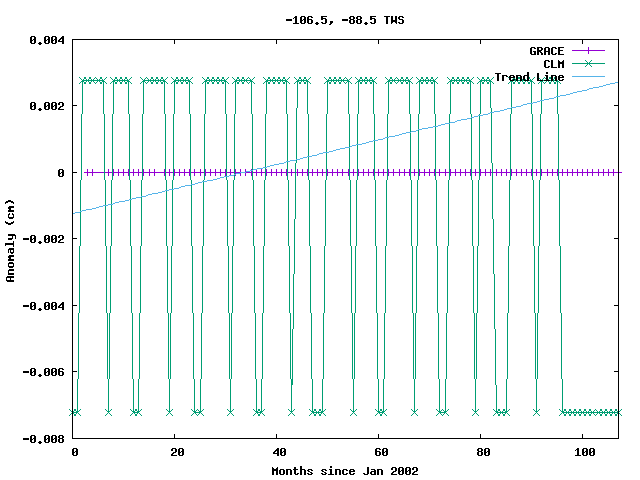 -106.5, -88.5 TWS
0.004
GRACE
CLM
Trend Line
0.002
0
-0.002
-0.004
-0.006
-0.008
Anomaly (cm)
0 20 40 60 80 100
Months since Jan 2002